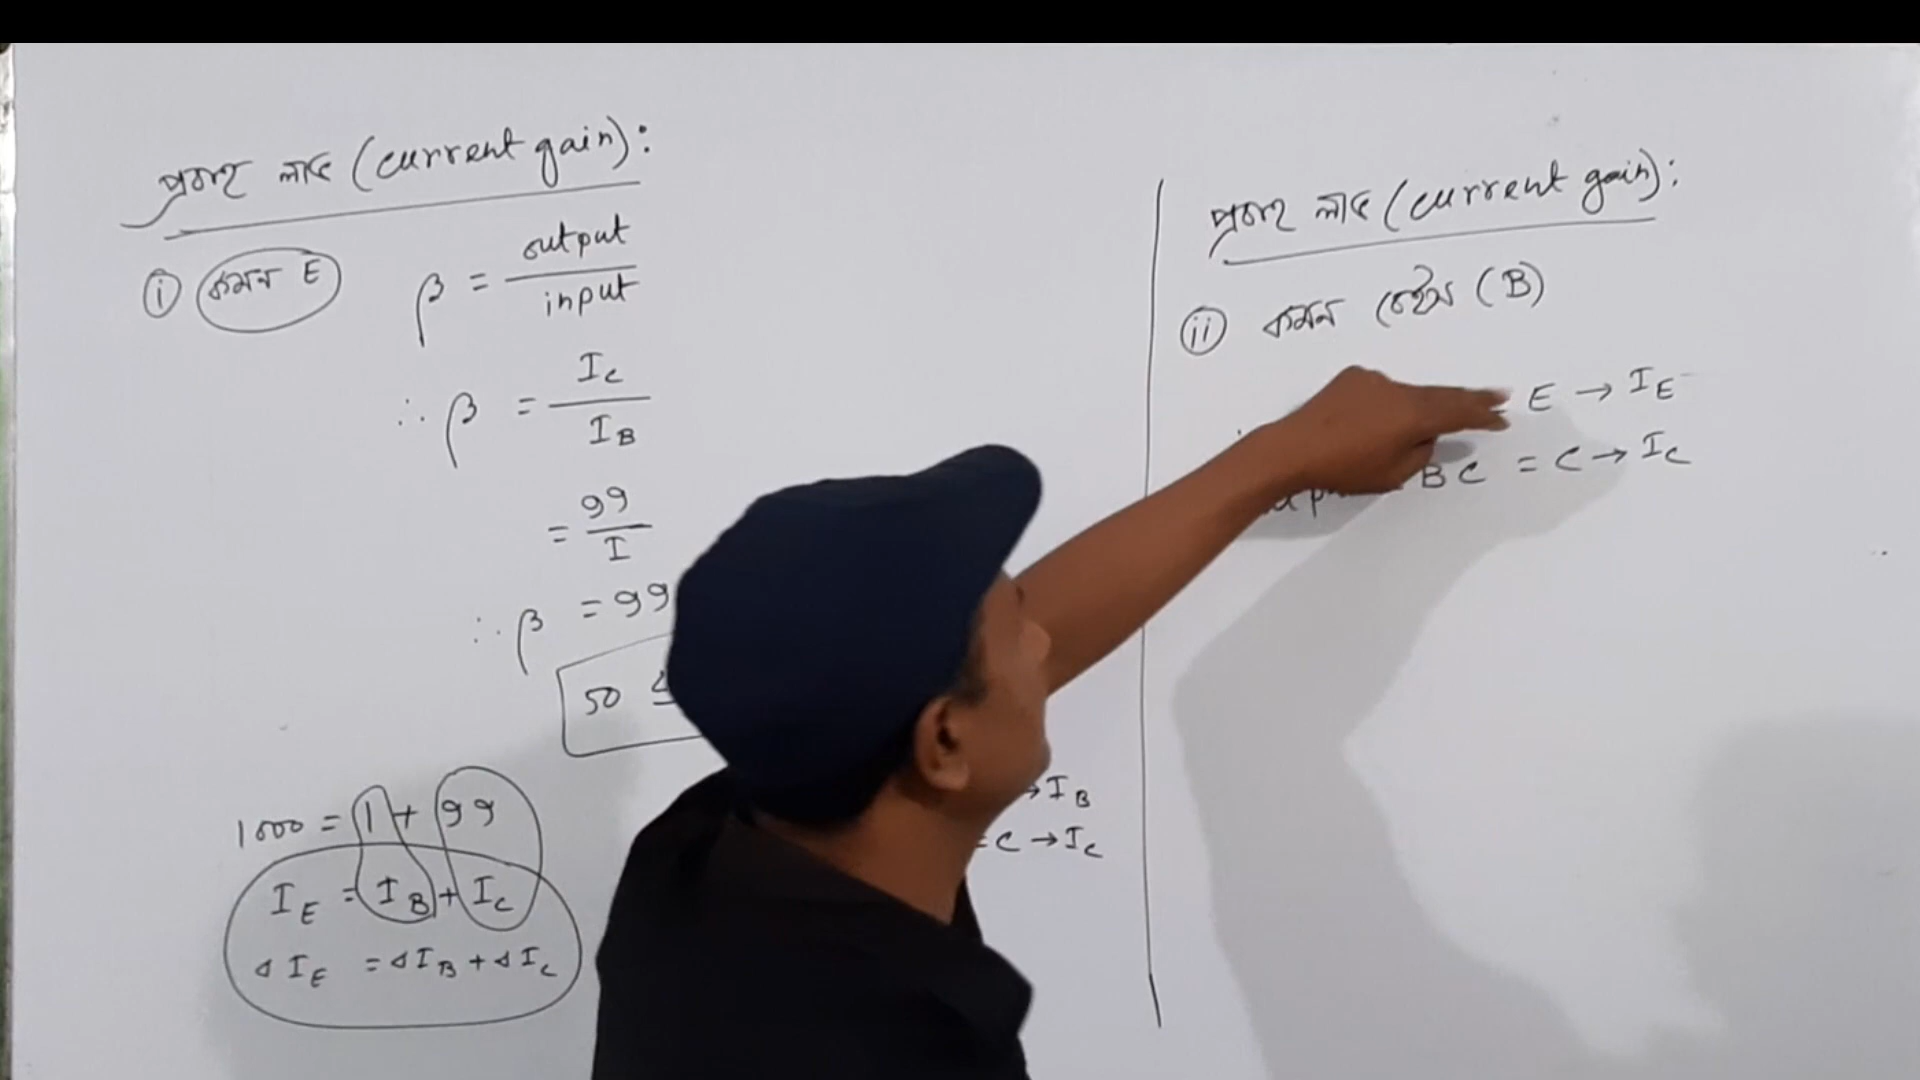 প্রবাহ লাভ (current gain):
i কমন E β = output / input
∴ β = Ic / IB
= 99 / 1
∴ β = 99
50 ≤
1000 = 1 + 99
IE = IB + IC
ΔIE = ΔIB + ΔIC
→ IB
= C → IC
প্রবাহ লাভ (current gain):
ii কমন বেইস (B)
= E → IE
BC = C → IC